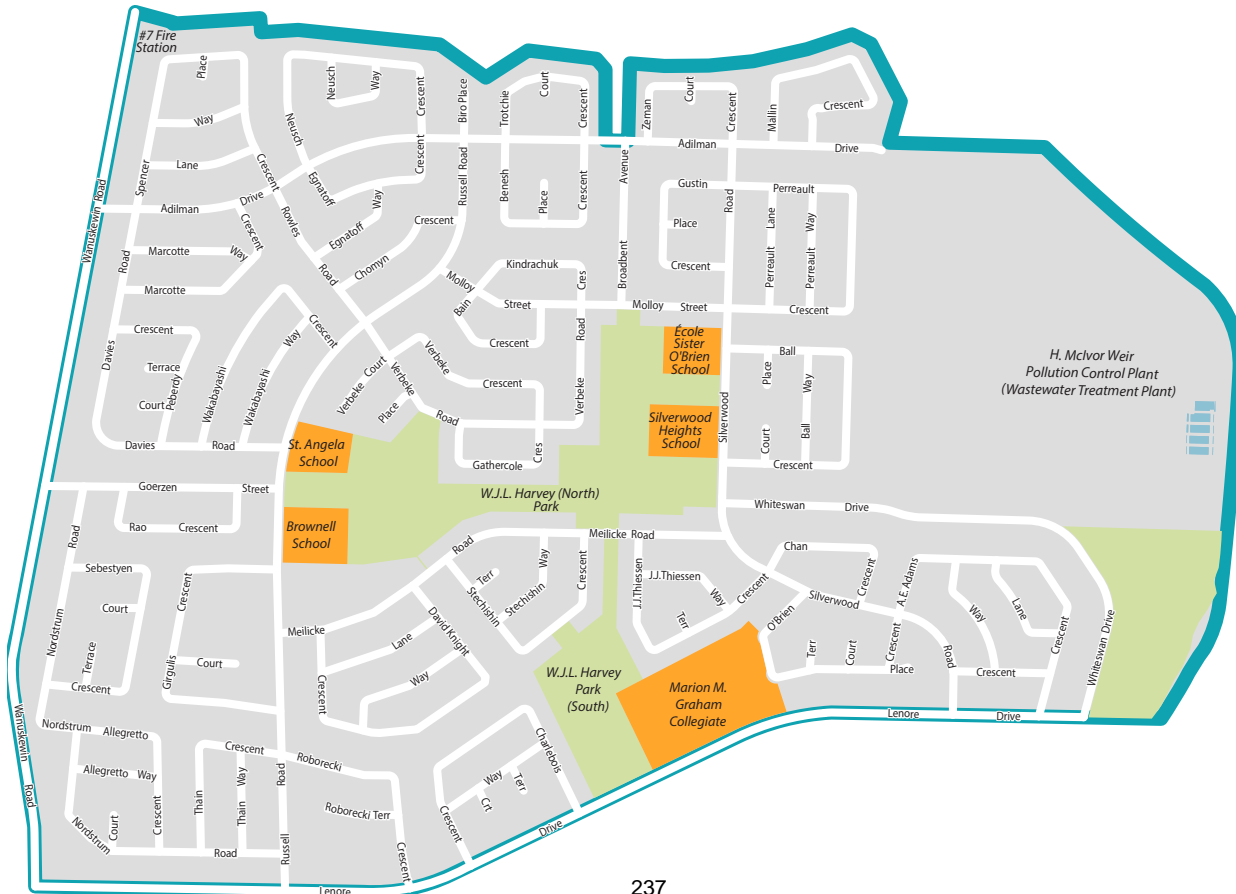 #7 Fire
Station
Place
Way
Lane
Spencer
Wanuskewin Road
Adilman
Drive
Crescent
Rowles
Road
Crescent
Way
Marcotte
Marcotte
Road
Davies
Neusch
Way
Crescent
Neusch
Egnatoff
Crescent
Way
Egnatoff
Chomyn
Crescent
Biro Place
Russell Road
Trotchie
Court
Crescent
Benesh
Place
Crescent
Avenue
Broadbent
Zeman
Court
Crescent
Mallin
Crescent
Adilman
Drive
Gustin
Place
Crescent
Road
Perreault
Perreault
Lane
Perreault
Way
Crescent
Kindrachuk
Cres
Molloy
Bain
Street
Crescent
Molloy
Street
Road
Verbeke
Crescent
Terrace
Court
Peberdy
Wakabayashi
Wakabayashi
Way
Crescent
Verbeke
Court
Place
Verbeke
Verbeke
Crescent
Road
Gathercole
Cres
École
Sister
O'Brien
School
Silverwood
Heights
School
Silverwood
Ball
Place
Way
Court
Ball
Crescent
H. McIvor Weir
Pollution Control Plant
(Wastewater Treatment Plant)
Davies
Road
St. Angela
School
Goerzen
Street
Rao
Crescent
Brownell
School
W.J.L. Harvey (North)
Park
Whiteswan
Drive
Meilicke Road
Road
Road
Sebestyen
Court
Terrace
Crescent
Nordstrum
Crescent
Court
Girgulis
Meilicke
Lane
Way
Crescent
David Knight
Terr
Stechishin
Way
Stechishin
Crescent
J.J.Thiessen
J.J.Thiessen
Way
Terr
Crescent
Chan
Crescent
O'Brien
Silverwood
A.E. Adams
Terr
Court
Crescent
Place
Road
Way
Lane
Crescent
Crescent
Whiteswan Drive
W.J.L. Harvey
Park
(South)
Marion M.
Graham
Collegiate
Lenore
Drive
Wanuskewin
Road
Nordstrum
Allegretto
Allegretto
Way
Crescent
Court
Nordstrum
Road
Crescent
Thain
Thain
Way
Road
Russell
Roborecki
Roborecki Terr
Crescent
Charlebois
Way
Terr
Crt
Crescent
Drive
Lenore
237